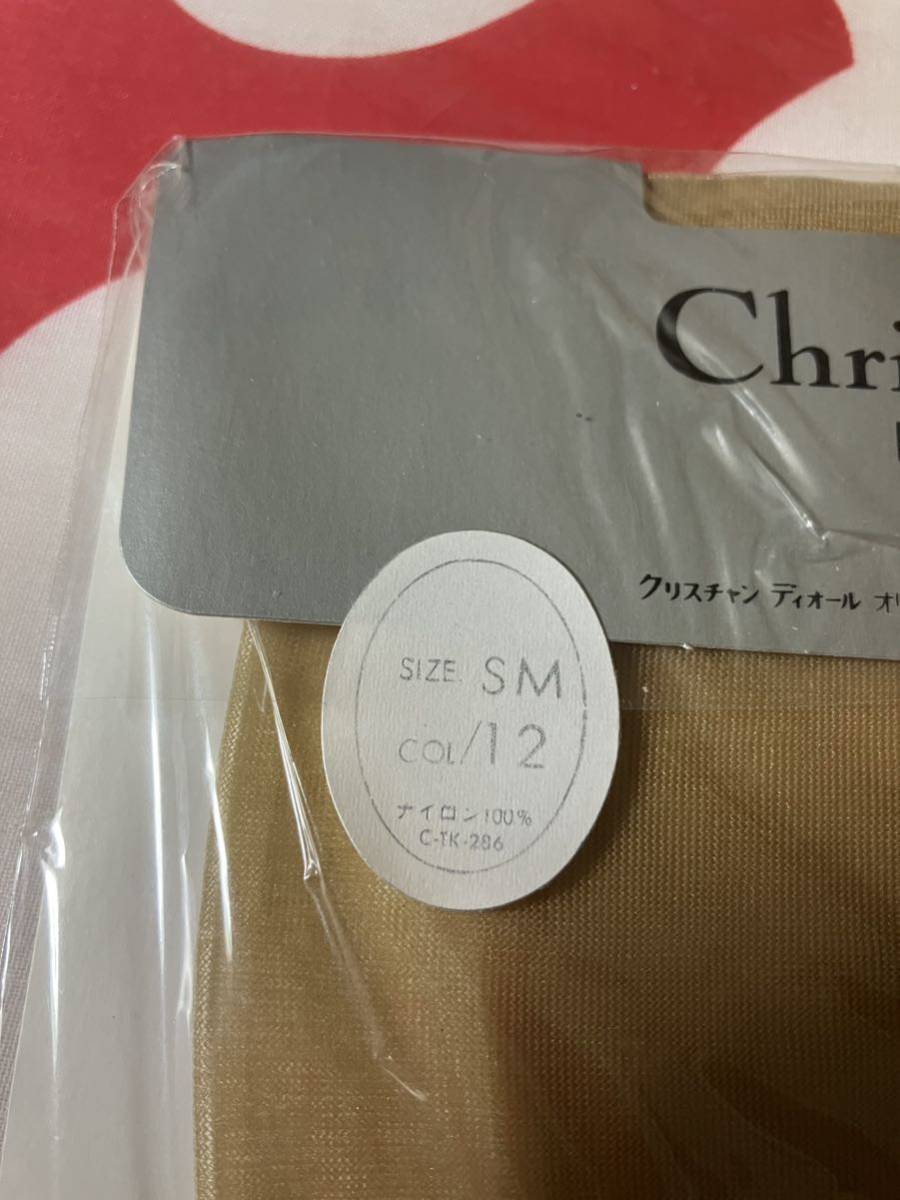 Chri
クリスチャン ディオール オリ
SIZE. SM
COL/12
ナイロン100%
C-TK-286